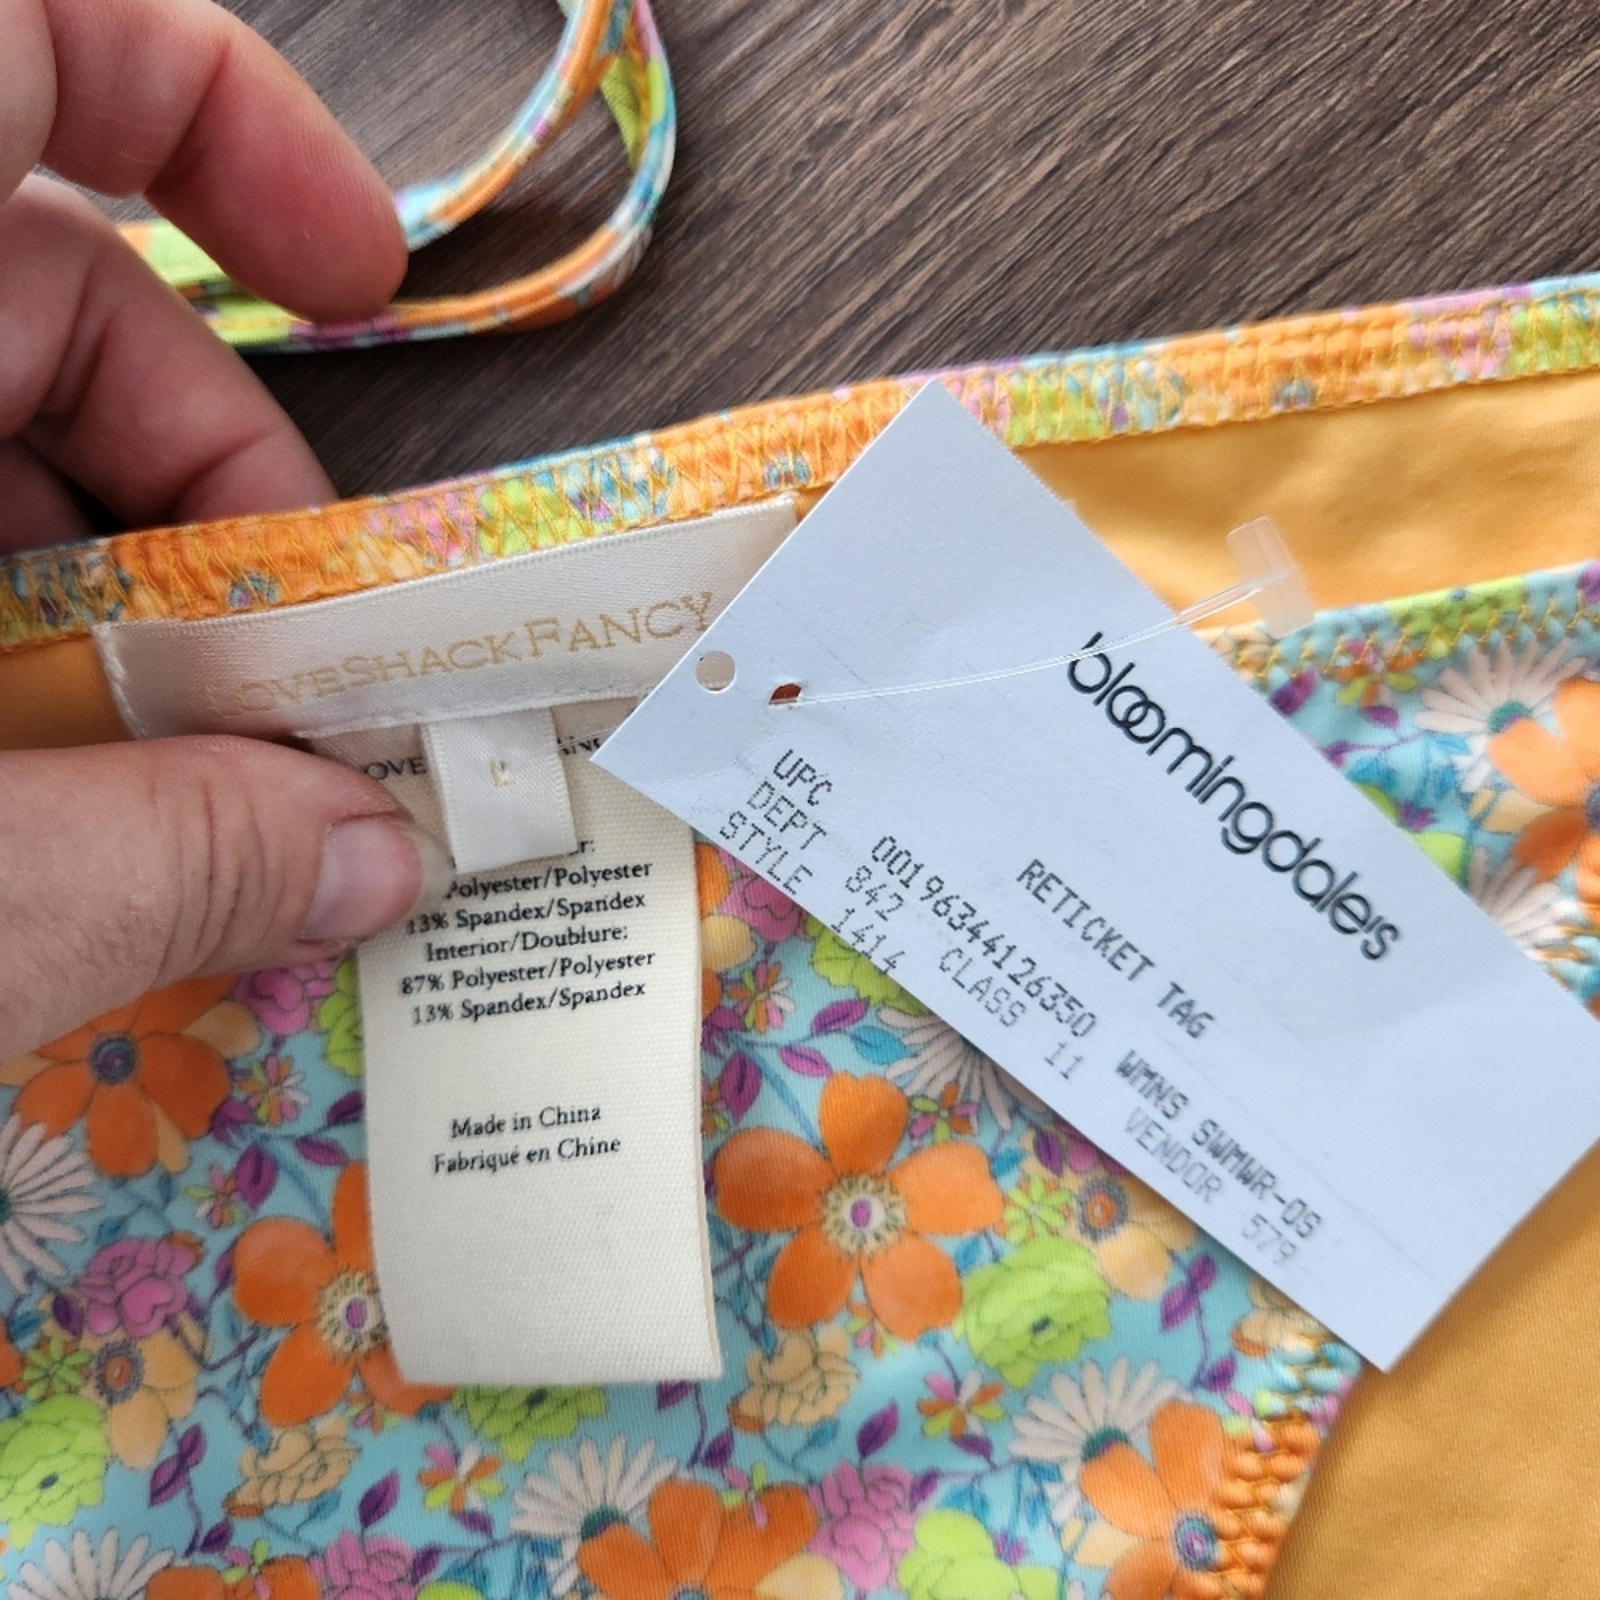 LOVESHACKFANCY
Polyester/Polyester
13% Spandex/Spandex
Interior/Doublure:
87% Polyester/Polyester
13% Spandex/Spandex
Made in China
Fabriqué en Chine
bloomingdale's
RETICKET TAG
UPC 00196344126350 WMNS SWMWR-OS
DEPT 842 CLASS 11 VENDOR 579
STYLE 1414